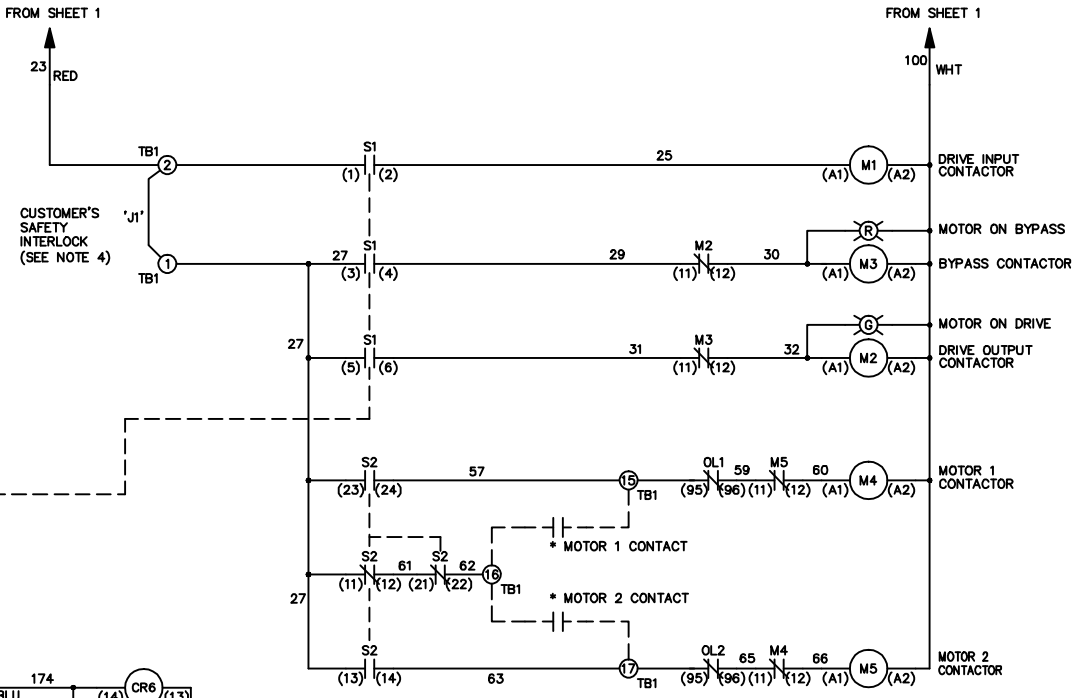 FROM SHEET 1
FROM SHEET 1
23
RED
100
WHT
TB1
2
S1
(1) (2)
25
(A1) M1 (A2)
DRIVE INPUT
CONTACTOR
CUSTOMER'S
SAFETY
INTERLOCK
(SEE NOTE 4)
'J1'
R
MOTOR ON BYPASS
1
TB1
27
S1
(3) (4)
29
M2
(11) (12)
30
(A1) M3 (A2)
BYPASS CONTACTOR
G
MOTOR ON DRIVE
27
S1
(5) (6)
31
M3
(11) (12)
32
(A1) M2 (A2)
DRIVE OUTPUT
CONTACTOR
S2
(23) (24)
57
15
TB1
OL1
(95) (96)
59
M5
(11) (12)
60
(A1) M4 (A2)
MOTOR 1
CONTACTOR
* MOTOR 1 CONTACT
S2
(11) (12)
61
S2
(21) (22)
62
16
TB1
* MOTOR 2 CONTACT
27
S2
(13) (14)
63
17
TB1
OL2
(95) (96)
65
M4
(11) (12)
66
(A1) M5 (A2)
MOTOR 2
CONTACTOR
174
BLU
(14) CR6 (13)